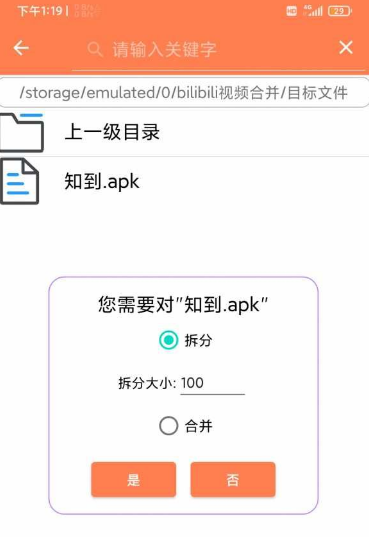 下午1:19 |
HD 4G 29
请输入关键字
/storage/emulated/0/bilibili视频合并/目标文件
上一级目录
知到.apk
您需要对"知到.apk"
拆分
拆分大小: 100
合并
是 否